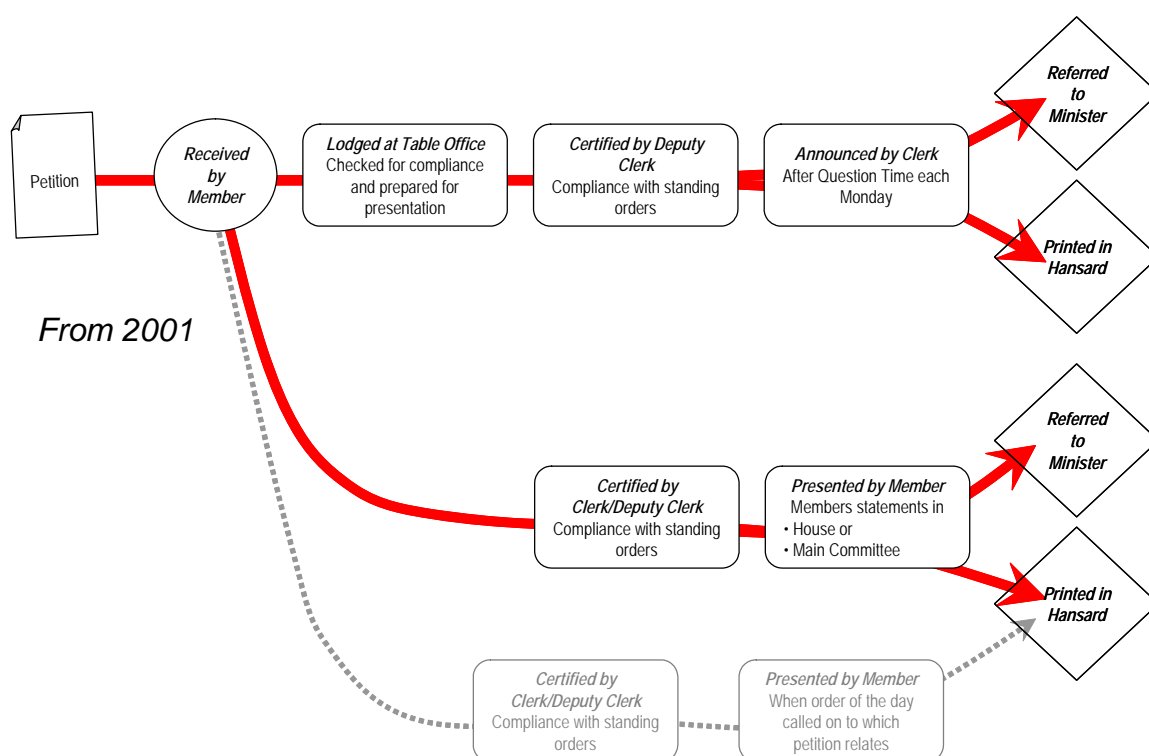 Petition
Received
by
Member
Lodged at Table Office
Checked for compliance
and prepared for
presentation
Certified by Deputy
Clerk
Compliance with standing
orders
Announced by Clerk
After Question Time each
Monday
Referred
to
Minister
Printed in
Hansard
From 2001
Certified by
Clerk/Deputy Clerk
Compliance with standing
orders
Presented by Member
Members statements in
• House or
• Main Committee
Referred
to
Minister
Printed in
Hansard
Certified by
Clerk/Deputy Clerk
Compliance with standing
orders
Presented by Member
When order of the day
called on to which
petition relates